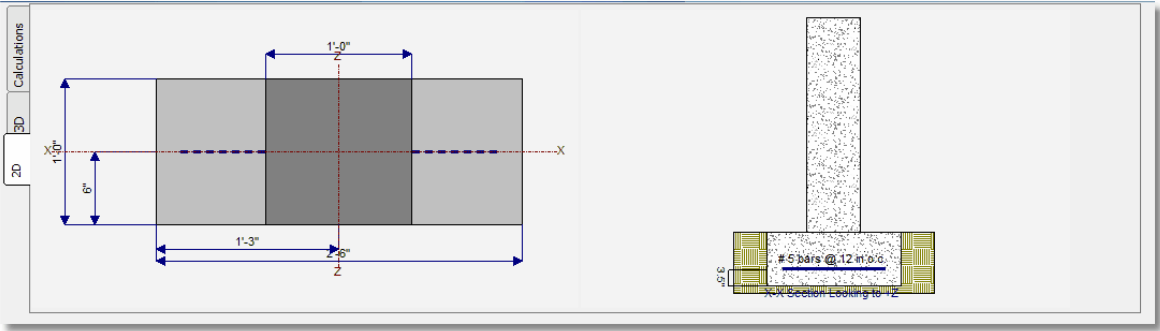 Calculations
3D
2D
1'-0"
Z
X
X
1'-0"
6"
1'-3"
2'-6"
Z
# 5 bars @ 12 in o.c.
3.5"
X-X Section Looking to +Z